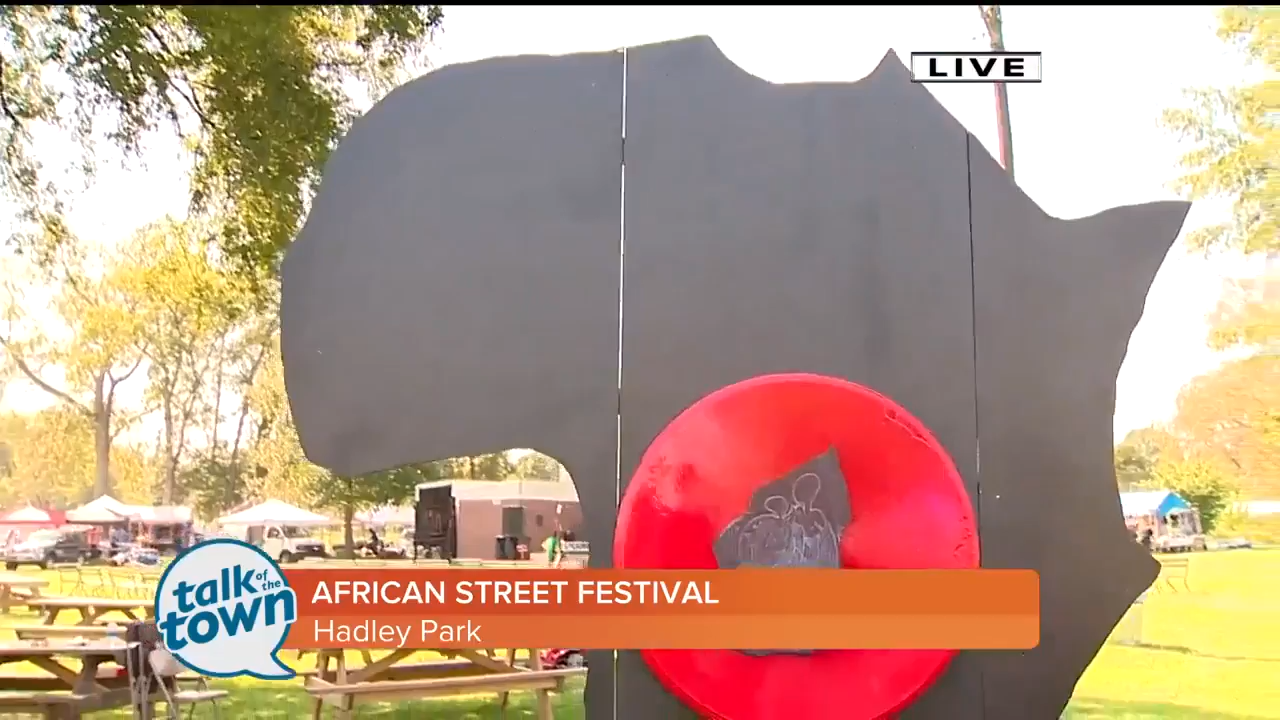 LIVE
talk of the
town
AFRICAN STREET FESTIVAL
Hadley Park